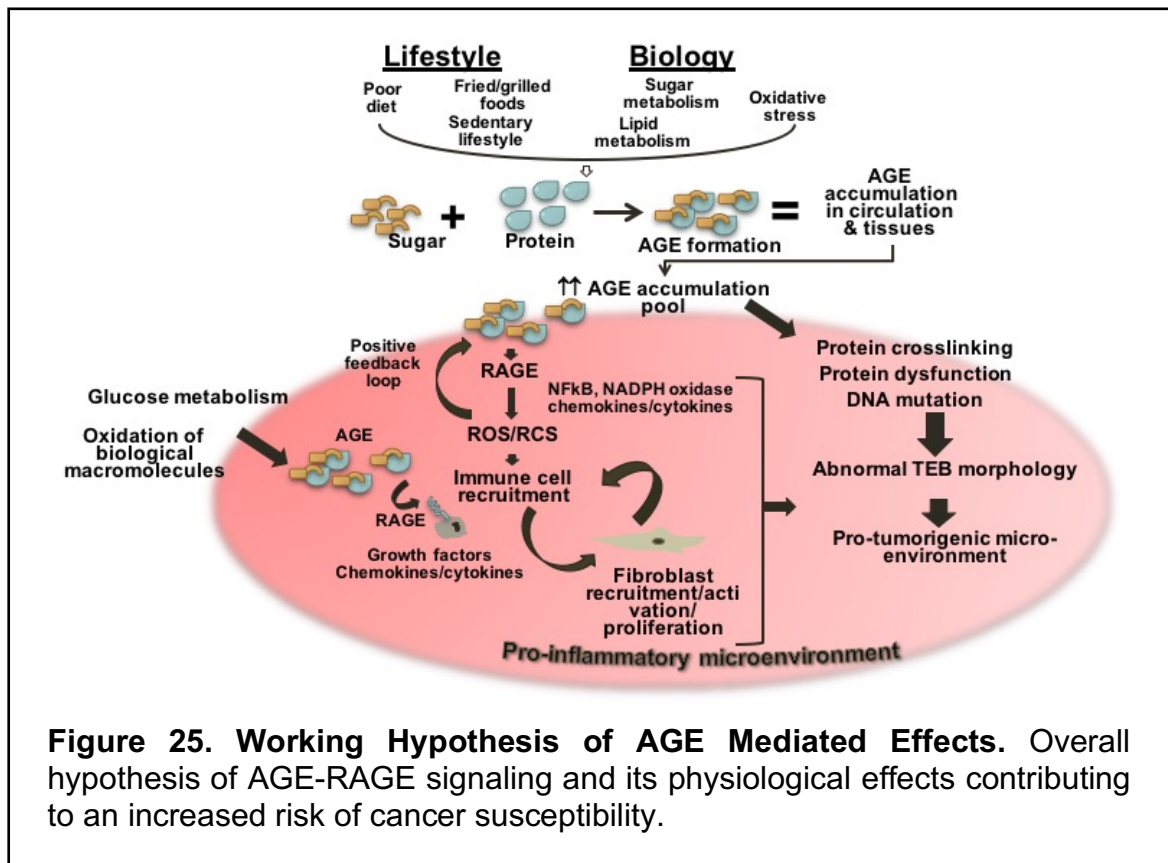 Lifestyle
Biology
Poor
diet
Fried/grilled
foods
Sedentary
lifestyle
Sugar
metabolism
Lipid
metabolism
Oxidative
stress
Sugar
+
Protein
AGE formation
=
AGE
accumulation
in circulation
& tissues
↑↑ AGE accumulation
pool
Positive
feedback
loop
RAGE
ROS/RCS
Immune cell
recruitment
NFkB, NADPH oxidase
chemokines/cytokines
Glucose metabolism
Oxidation of
biological
macromolecules
AGE
RAGE
Growth factors
Chemokines/cytokines
Fibroblast
recruitment/acti
vation/
proliferation
Protein crosslinking
Protein dysfunction
DNA mutation
Abnormal TEB morphology
Pro-tumorigenic micro-
environment
Pro-inflammatory microenvironment
Figure 25. Working Hypothesis of AGE Mediated Effects. Overall
hypothesis of AGE-RAGE signaling and its physiological effects contributing
to an increased risk of cancer susceptibility.